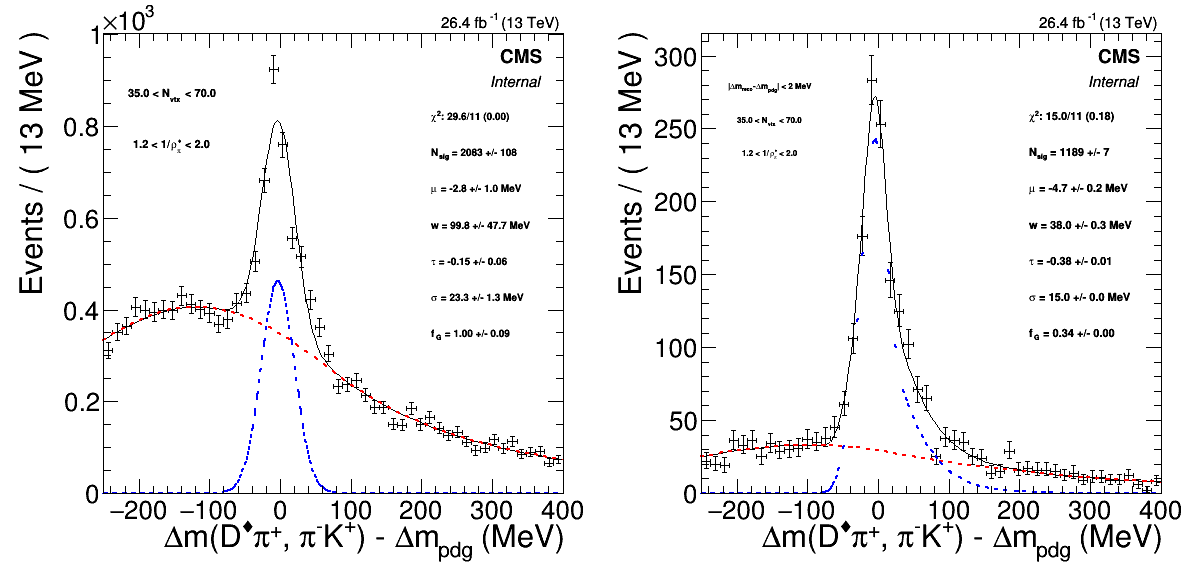 ×10³
26.4 fb⁻¹ (13 TeV)
CMS
Internal
35.0 < N_vtx < 70.0
1.2 < 1/ρ_π^♦ < 2.0
χ²: 29.6/11 (0.00)
N_sig = 2063 +/- 108
μ = -2.8 +/- 1.0 MeV
w = 99.8 +/- 47.7 MeV
τ = -0.15 +/- 0.06
σ = 23.3 +/- 1.3 MeV
f_G = 1.00 +/- 0.09
Events / ( 13 MeV )
1
0.8
0.6
0.4
0.2
0
−200 −100 0 100 200 300 400
Δm(D♦π⁺, π⁻K⁺) - Δm_pdg (MeV)
26.4 fb⁻¹ (13 TeV)
CMS
Internal
|Δm_reco-Δm_pdg| < 2 MeV
35.0 < N_vtx < 70.0
1.2 < 1/ρ_π^♦ < 2.0
χ²: 15.0/11 (0.18)
N_sig = 1189 +/- 7
μ = -4.7 +/- 0.2 MeV
w = 38.0 +/- 0.3 MeV
τ = -0.38 +/- 0.01
σ = 15.0 +/- 0.0 MeV
f_G = 0.34 +/- 0.00
Events / ( 13 MeV )
300
250
200
150
100
50
0
−200 −100 0 100 200 300 400
Δm(D♦π⁺, π⁻K⁺) - Δm_pdg (MeV)